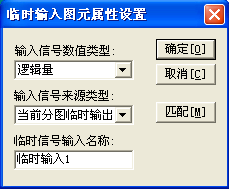 临时输入图元属性设置
输入信号数值类型:
逻辑量
确定[O]
取消[C]
输入信号来源类型:
当前分图临时输出
匹配[M]
临时信号输入名称:
临时输入1